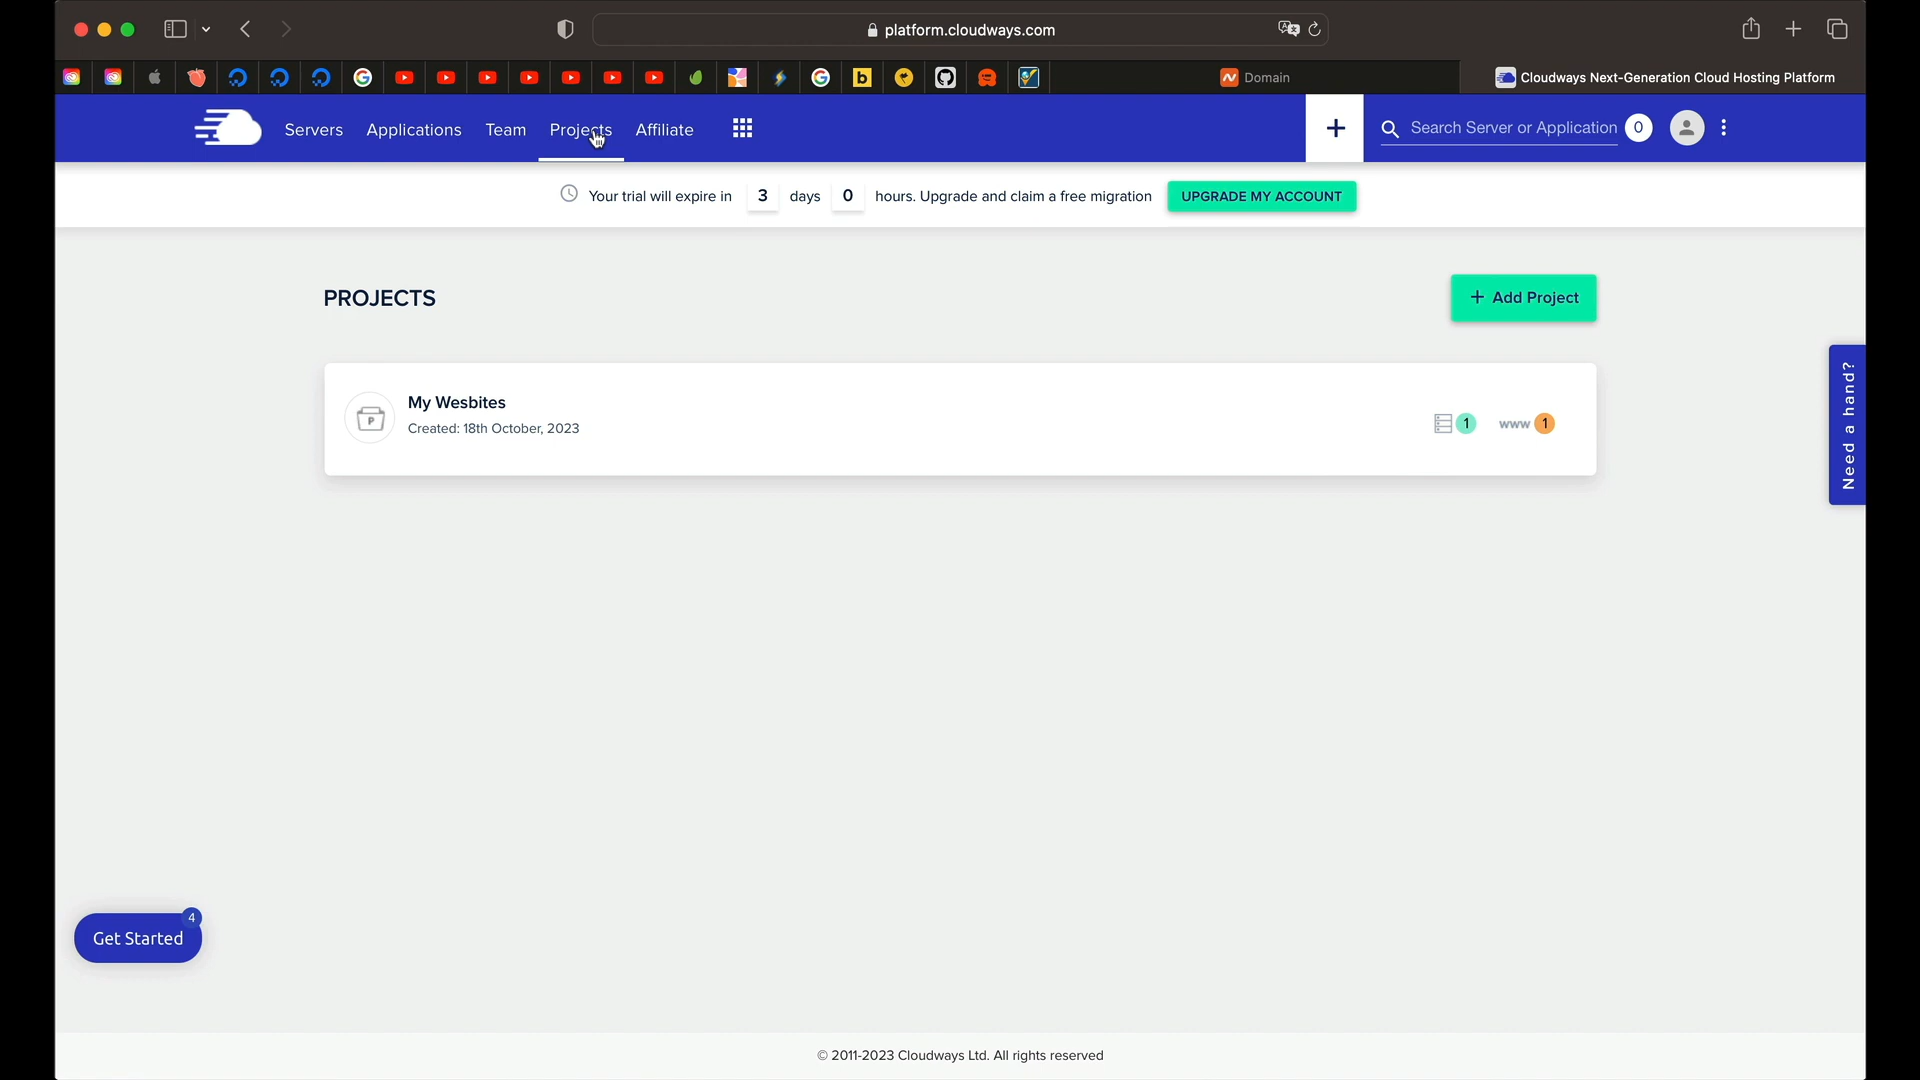 platform.cloudways.com
Domain
Cloudways Next-Generation Cloud Hosting Platform
Servers
Applications
Team
Projects
Affiliate
+
Search Server or Application
0
Your trial will expire in 3 days 0 hours. Upgrade and claim a free migration
UPGRADE MY ACCOUNT
PROJECTS
+ Add Project
P
My Wesbites
Created: 18th October, 2023
1
www 1
Need a hand?
4
Get Started
© 2011-2023 Cloudways Ltd. All rights reserved